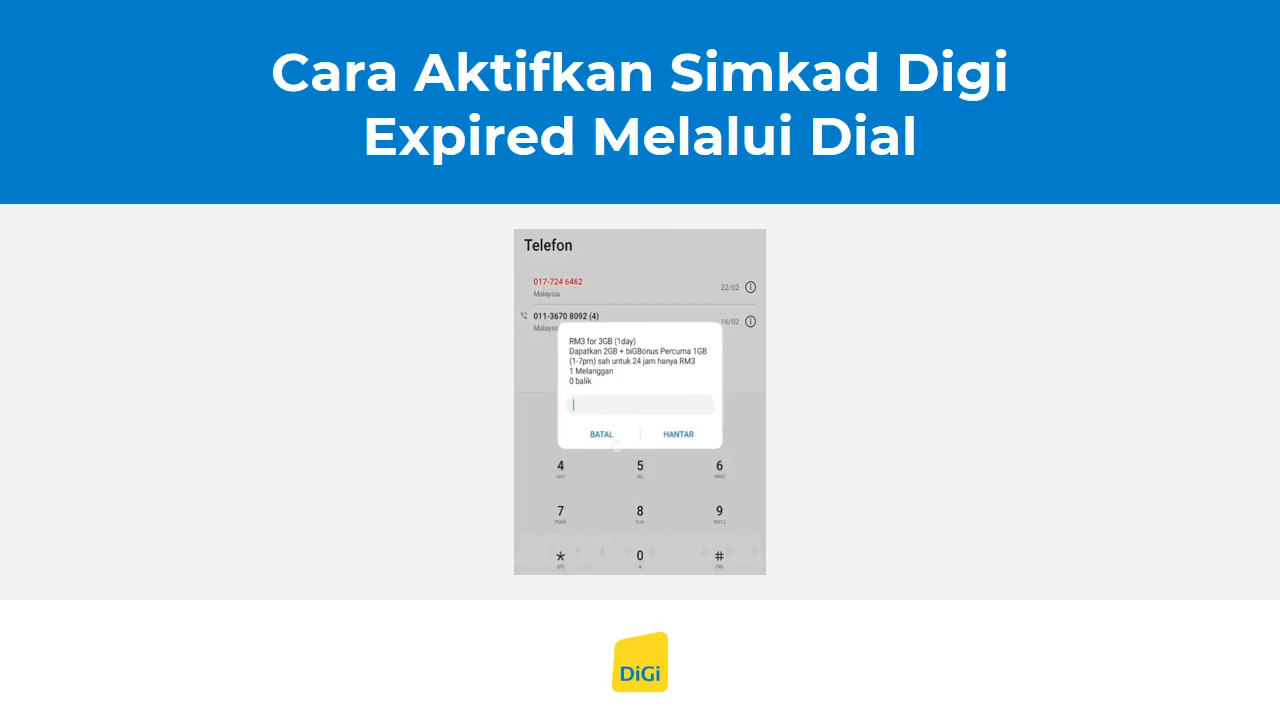 Cara Aktifkan Simkad Digi
Expired Melalui Dial
Telefon
017-724 6462
Malaysia
22/02
011-3670 8092 (4)
16/02
RM3 for 3GB (1day)
Dapatkan 2GB + biGBonus Percuma 1GB
(1-7pm) sah untuk 24 jam hanya RM3
1 Melanggan
0 balik
BATAL
HANTAR
4 5 6
7 8 9
* 0 #
DiGi